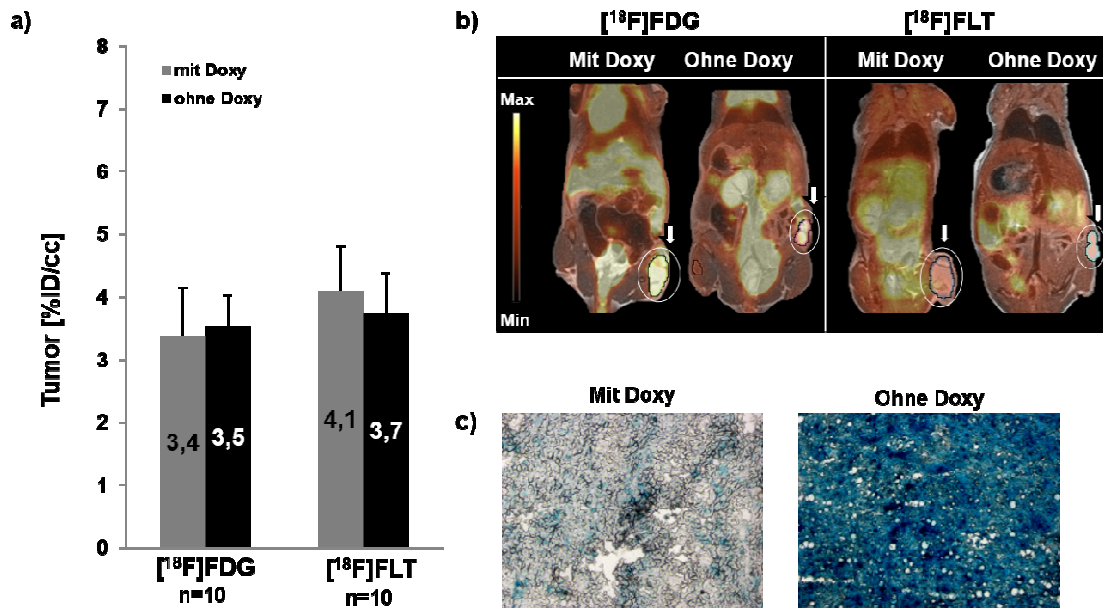 a)
8
7
6
5
4
3
2
1
0
Tumor [%ID/cc]
mit Doxy
ohne Doxy
3,4
3,5
4,1
3,7
[¹⁸F]FDG
n=10
[¹⁸F]FLT
n=10
b)
[¹⁸F]FDG
[¹⁸F]FLT
Mit Doxy
Ohne Doxy
Mit Doxy
Ohne Doxy
Max
Min
c)
Mit Doxy
Ohne Doxy